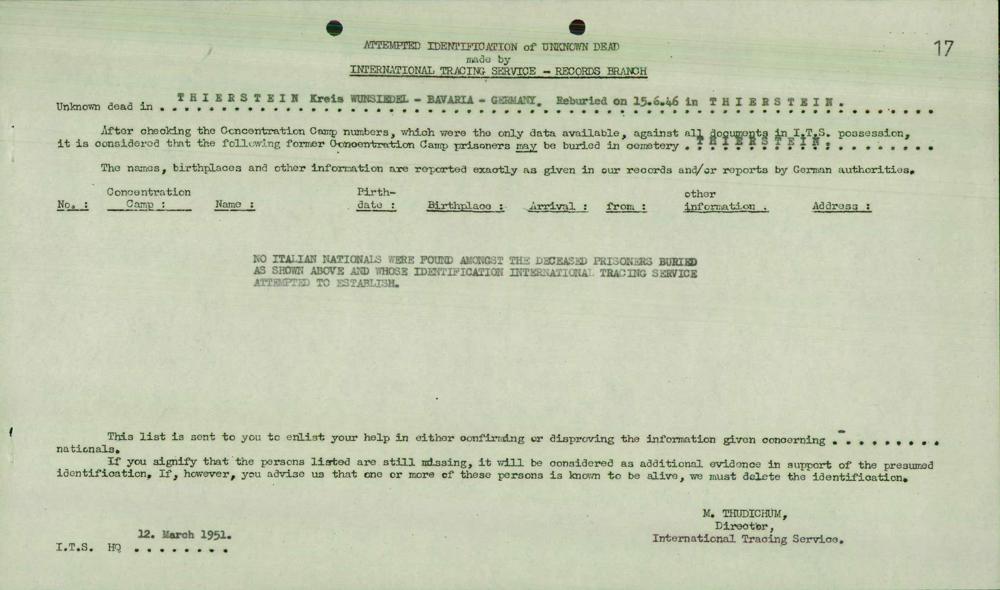 17
ATTEMPTED IDENTIFICATION of UNKNOWN DEAD
made by
INTERNATIONAL TRACING SERVICE - RECORDS BRANCH
Unknown dead in . THIERSTEIN Kreis WUNSIEDEL - BAVARIA - GERMANY. Reburied on 15.6.46 in THIERSTEIN.
After checking the Concentration Camp numbers, which were the only data available, against all documents in I.T.S. possession,
it is considered that the following former Concentration Camp prisoners may be buried in cemetery . THIERSTEIN. . . . . . . . .
The names, birthplaces and other information are reported exactly as given in our records and/or reports by German authorities.
No. : Concentration Camp : Name : Pirth-date : Birthplace : Arrival : from : other information . Address :
NO ITALIAN NATIONALS WERE FOUND AMONGST THE DECEASED PRISONERS BURIED
AS SHOWN ABOVE AND WHOSE IDENTIFICATION INTERNATIONAL TRACING SERVICE
ATTEMPTED TO ESTABLISH.
This list is sent to you to enlist your help in either confirming or disproving the information given concerning . - . . . . . . .
nationals.
If you signify that the persons listed are still missing, it will be considered as additional evidence in support of the presumed
identification. If, however, you advise us that one or more of these persons is known to be alive, we must delete the identification.
M. THUDICHUM,
Director,
International Tracing Service.
12. March 1951.
I.T.S. HQ . . . . . . . .